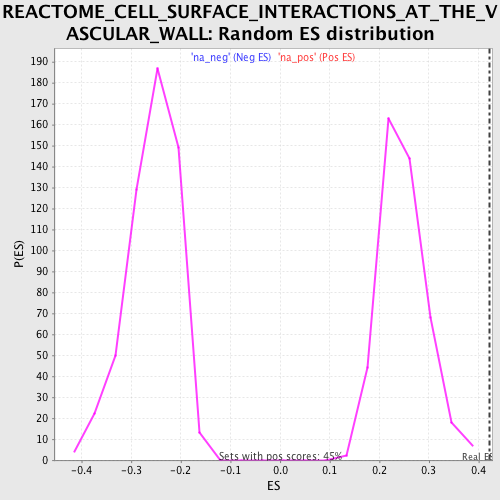 REACTOME_CELL_SURFACE_INTERACTIONS_AT_THE_V
ASCULAR_WALL: Random ES distribution
'na_neg' (Neg ES) 'na_pos' (Pos ES)
190
180
170
160
150
140
130
120
110
100
90
80
70
60
50
40
30
20
10
0
P(ES)
Sets with pos scores: 45%
Real ES
-0.4 -0.3 -0.2 -0.1 0.0 0.1 0.2 0.3 0.4
ES